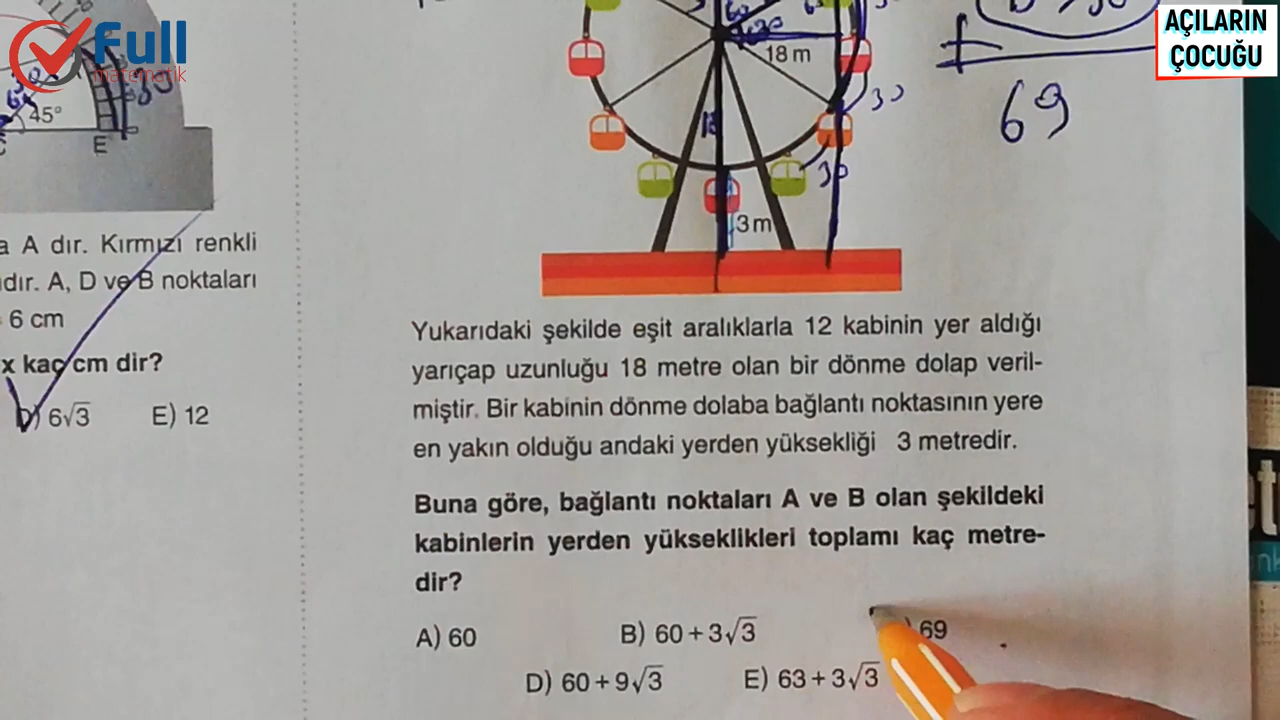 Full
matematik
AÇILARIN
ÇOCUĞU
18 m
30
69
45°
E
30
3 m
a A dır. Kırmızı renkli
ıdır. A, D ve B noktaları
6 cm
x kaç cm dir?
D) 6√3 E) 12
Yukarıdaki şekilde eşit aralıklarla 12 kabinin yer aldığı
yarıçap uzunluğu 18 metre olan bir dönme dolap veril-
miştir. Bir kabinin dönme dolaba bağlantı noktasının yere
en yakın olduğu andaki yerden yüksekliği 3 metredir.
Buna göre, bağlantı noktaları A ve B olan şekildeki
kabinlerin yerden yükseklikleri toplamı kaç metre-
dir?
A) 60 B) 60 + 3√3 ) 69
D) 60 + 9√3 E) 63 + 3√3